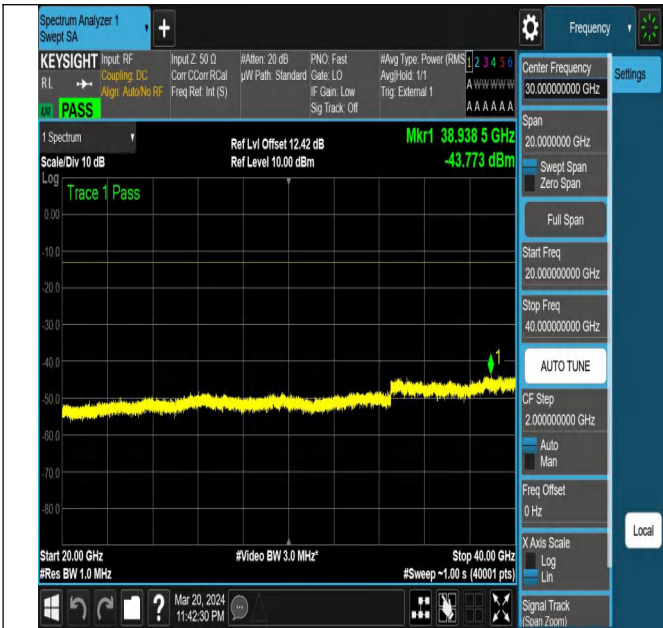 Spectrum Analyzer 1
Swept SA
+
Frequency
KEYSIGHT
RL
PASS
Input: RF
Coupling: DC
Align: Auto/No RF
Input Z: 50 Ω
Corr CCorr RCal
Freq Ref: Int (S)
#Atten: 20 dB
µW Path: Standard
PNO: Fast
Gate: LO
IF Gain: Low
Sig Track: Off
#Avg Type: Power (RMS
Avg|Hold: 1/1
Trig: External 1
1 2 3 4 5 6
A W W W W W
A A A A A A
1 Spectrum
Scale/Div 10 dB
Ref Lvl Offset 12.42 dB
Ref Level 10.00 dBm
Mkr1 38.938 5 GHz
-43.773 dBm
Log
Trace 1 Pass
0.00
-10.0
-20.0
-30.0
-40.0
-50.0
-60.0
-70.0
-80.0
1
Start 20.00 GHz
#Res BW 1.0 MHz
#Video BW 3.0 MHz*
Stop 40.00 GHz
#Sweep ~1.00 s (40001 pts)
?
Mar 20, 2024
11:42:30 PM
Center Frequency
30.000000000 GHz
Span
20.0000000 GHz
Swept Span
Zero Span
Full Span
Start Freq
20.000000000 GHz
Stop Freq
40.000000000 GHz
AUTO TUNE
CF Step
2.000000000 GHz
Auto
Man
Freq Offset
0 Hz
X Axis Scale
Log
Lin
Signal Track
(Span Zoom)
Settings
Local